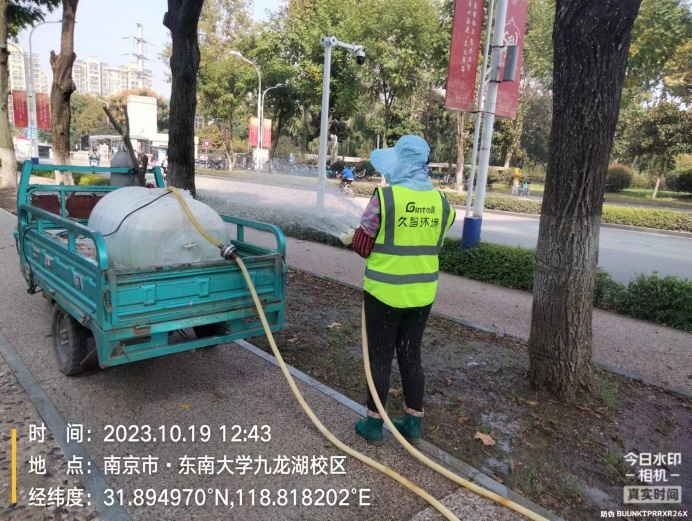 Gintell
久智环境
时 间：2023.10.19 12:43
地 点：南京市·东南大学九龙湖校区
经纬度：31.894970°N,118.818202°E
今日水印
-相机-
真实时间
防伪 BUUNKTPRRXR26X